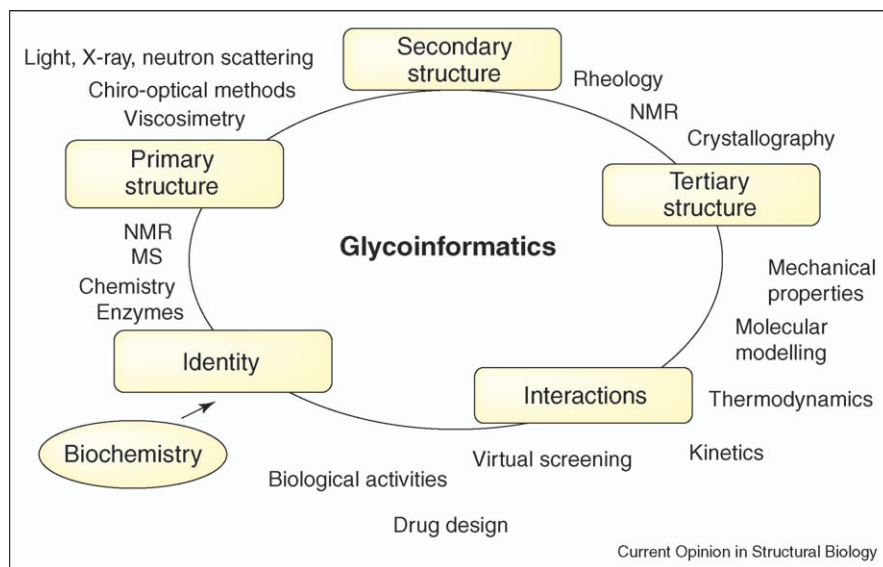 Light, X-ray, neutron scattering
Chiro-optical methods
Viscosimetry
Secondary
structure
Rheology
NMR
Crystallography
Primary
structure
Tertiary
structure
Glycoinformatics
NMR
MS
Chemistry
Enzymes
Mechanical
properties
Molecular
modelling
Identity
Interactions
Thermodynamics
Kinetics
Biochemistry
Virtual screening
Biological activities
Drug design
Current Opinion in Structural Biology